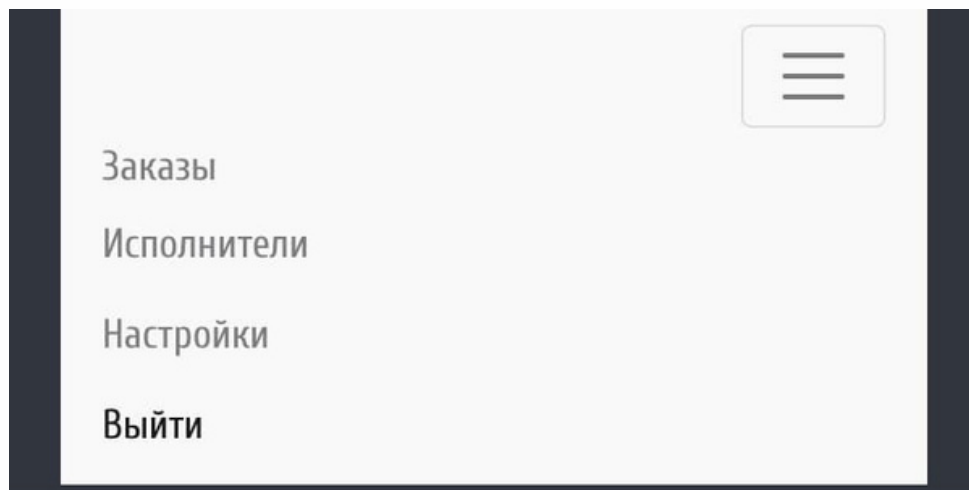 Заказы
Исполнители
Настройки
Выйти